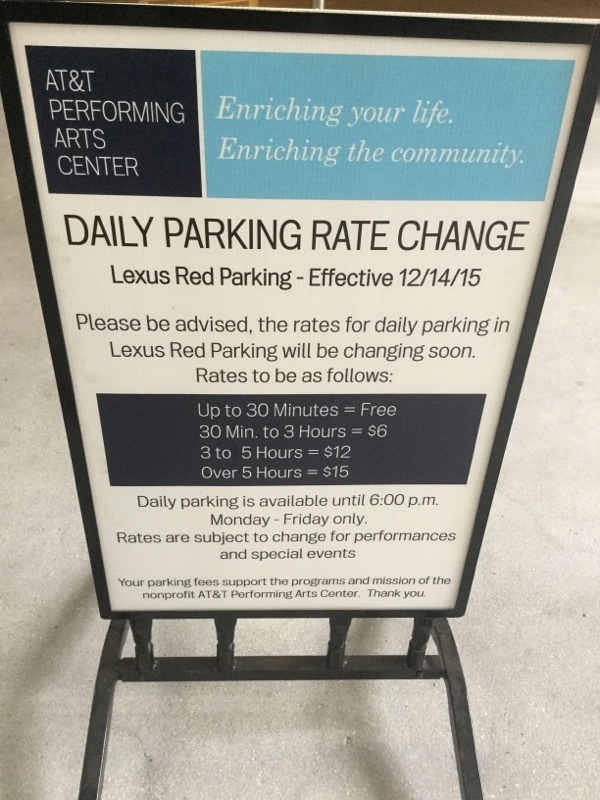 AT&T
PERFORMING
ARTS
CENTER
Enriching your life.
Enriching the community.
DAILY PARKING RATE CHANGE
Lexus Red Parking - Effective 12/14/15
Please be advised, the rates for daily parking in
Lexus Red Parking will be changing soon.
Rates to be as follows:
Up to 30 Minutes = Free
30 Min. to 3 Hours = $6
3 to 5 Hours = $12
Over 5 Hours = $15
Daily parking is available until 6:00 p.m.
Monday - Friday only.
Rates are subject to change for performances
and special events
Your parking fees support the programs and mission of the
nonprofit AT&T Performing Arts Center. Thank you.